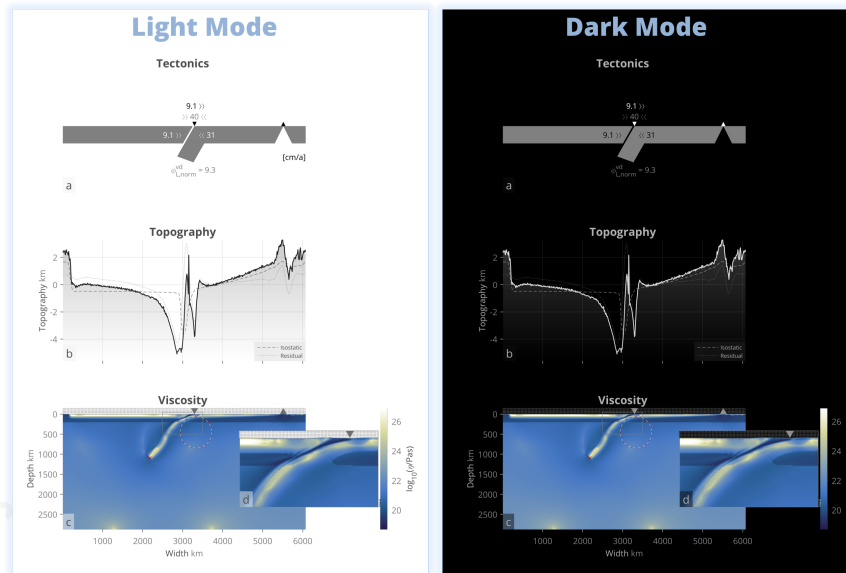 Light Mode
Tectonics
9.1 ⟩⟩
⟩⟩ 40 ⟨⟨
9.1 ⟩⟩ ⟨⟨ 31
[cm/a]
= 9.3
a
Topography
Topography km
2
0
-2
-4
Isostatic
Residual
b
Viscosity
Depth km
0
500
1000
1500
2000
2500
c
d
1000 2000 3000 4000 5000 6000
Width km
26
24
22
20
log10(η/Pas)
Dark Mode
Tectonics
9.1 ⟩⟩
⟩⟩ 40 ⟨⟨
9.1 ⟩⟩ ⟨⟨ 31
= 9.3
a
Topography
Topography km
2
0
-2
-4
Isostatic
Residual
b
Viscosity
Depth km
0
500
1000
1500
2000
2500
c
d
1000 2000 3000 4000 5000 6000
Width km
26
24
22
20